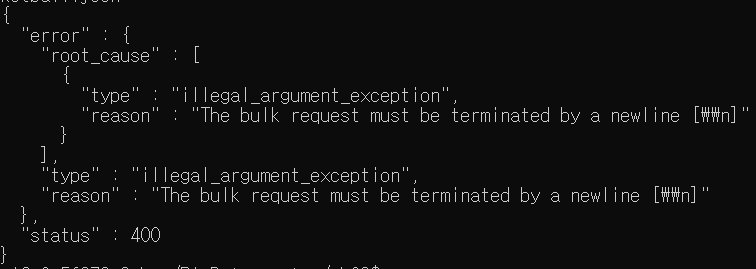 {
  "error" : {
    "root_cause" : [
      {
        "type" : "illegal_argument_exception",
        "reason" : "The bulk request must be terminated by a newline [₩₩n]"
      }
    ],
    "type" : "illegal_argument_exception",
    "reason" : "The bulk request must be terminated by a newline [₩₩n]"
  },
  "status" : 400
}